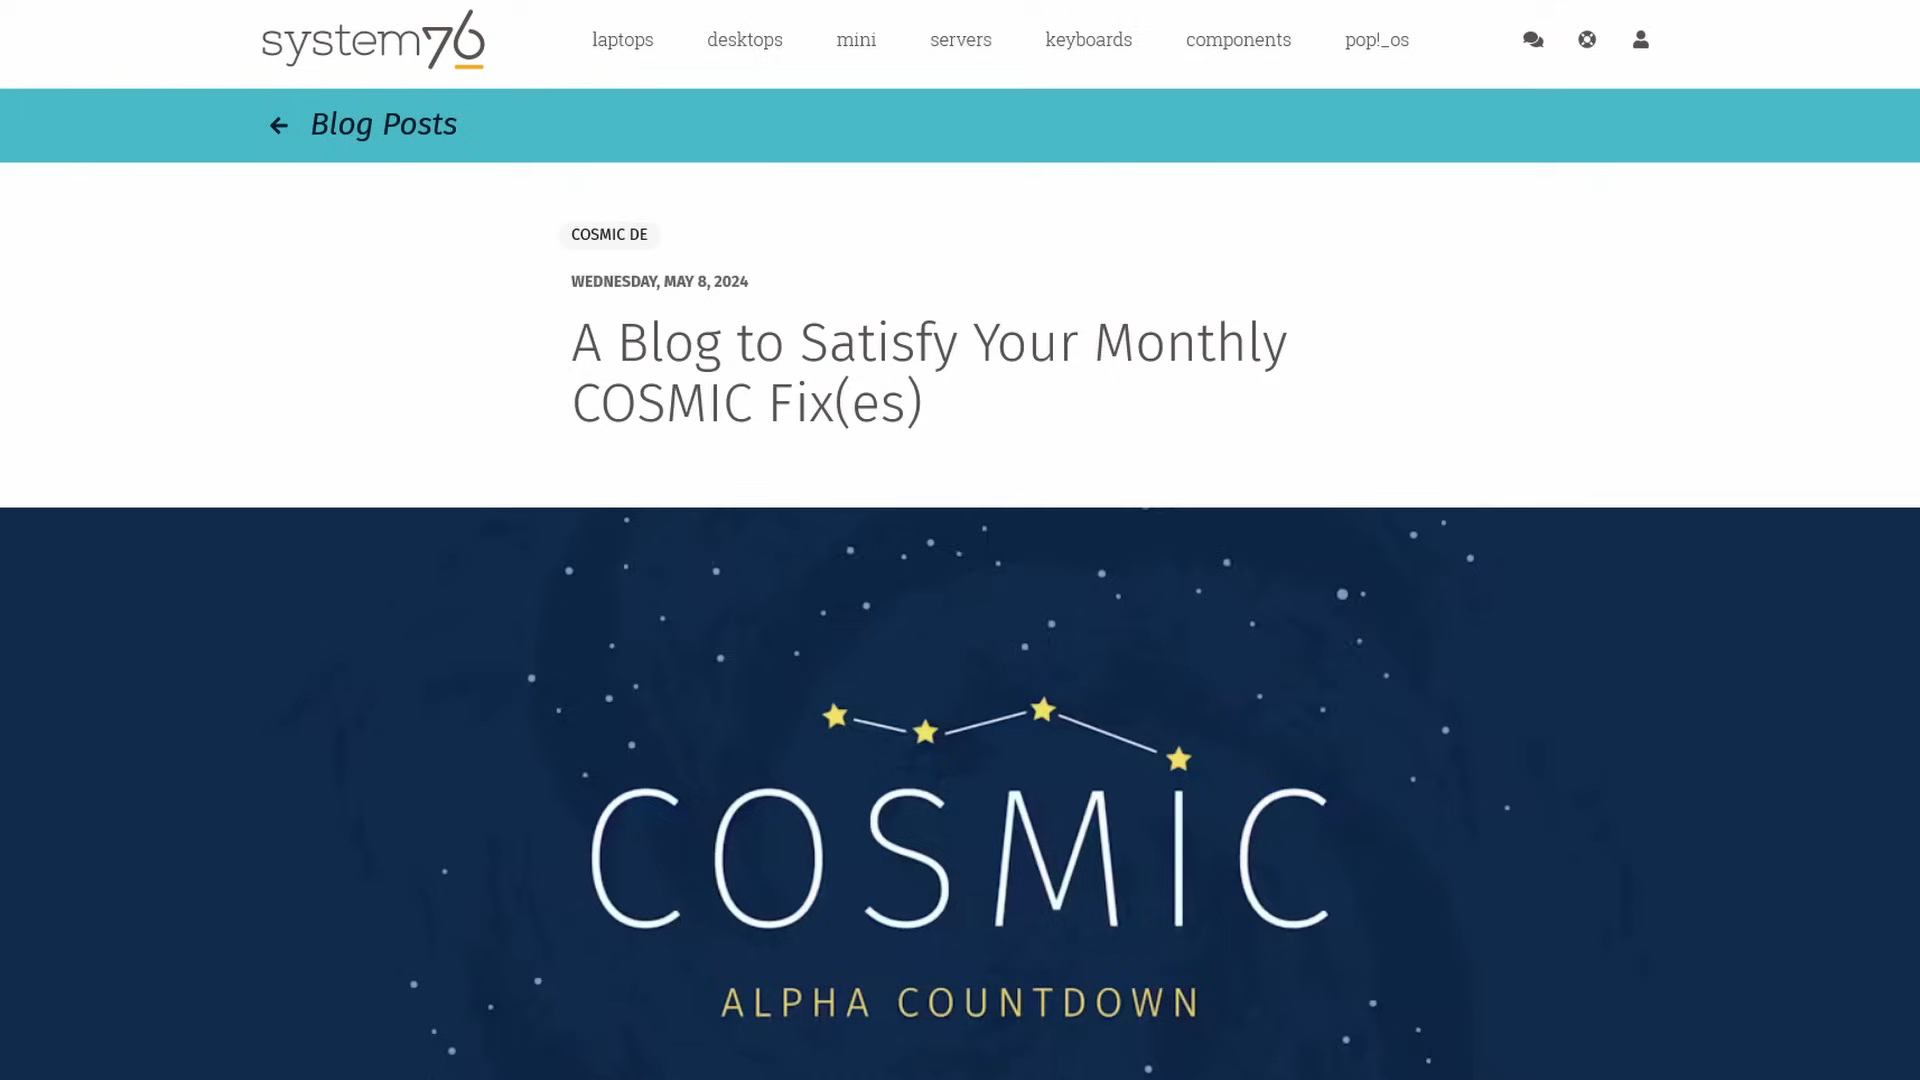 system76
laptops
desktops
mini
servers
keyboards
components
pop!_os
Blog Posts
COSMIC DE
WEDNESDAY, MAY 8, 2024
A Blog to Satisfy Your Monthly
COSMIC Fix(es)
COSMIC
ALPHA COUNTDOWN